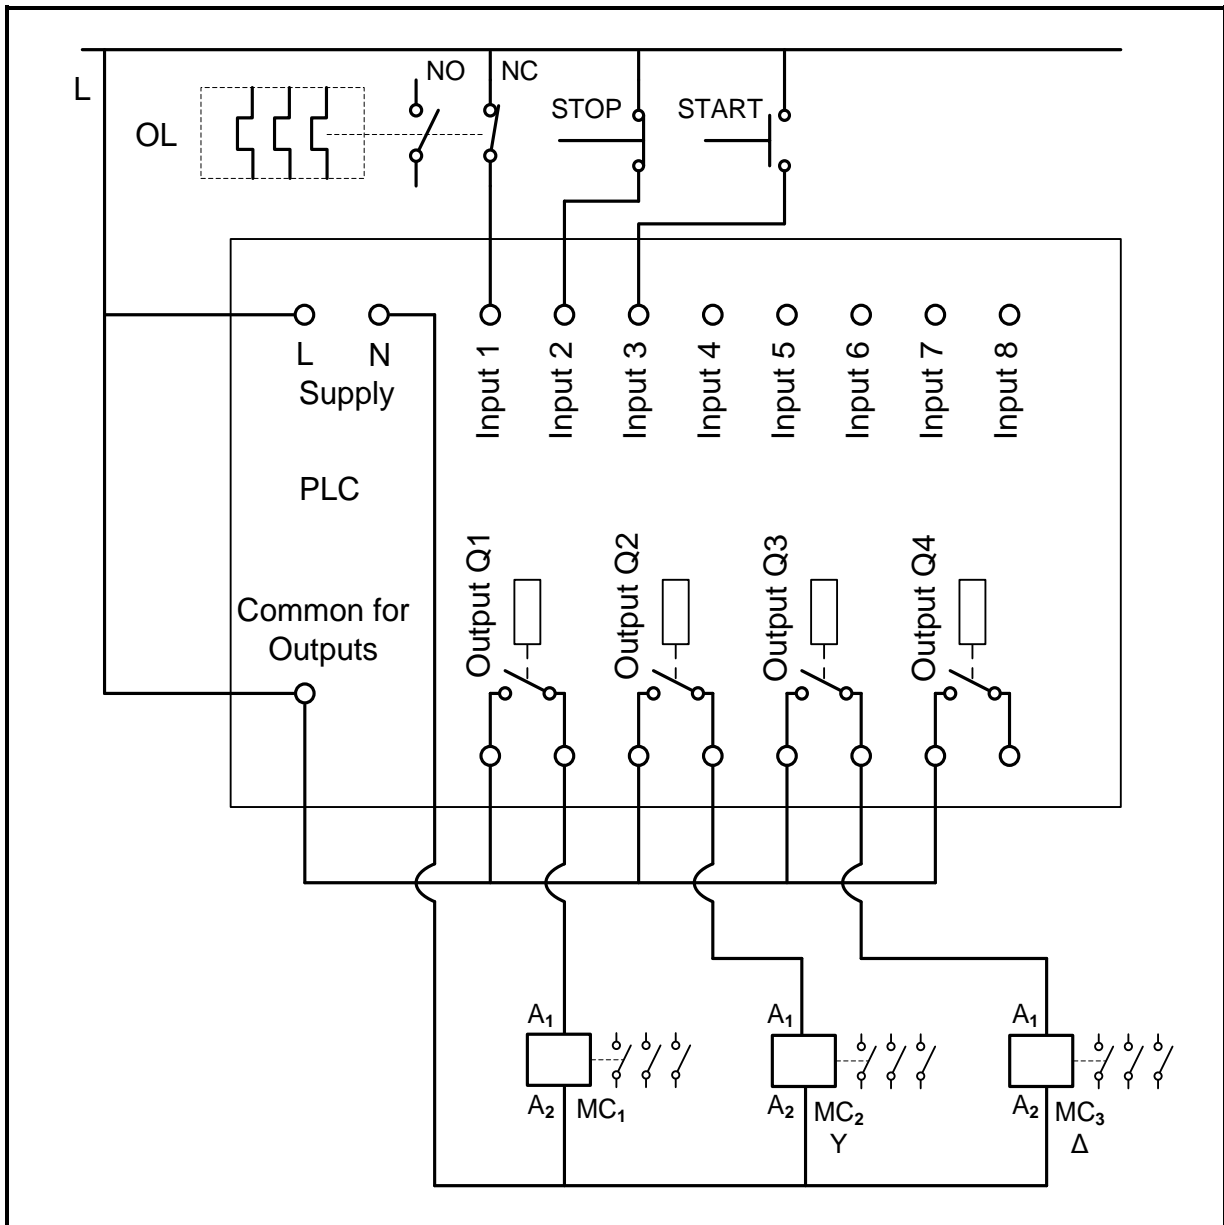 L
NO
NC
STOP
START
OL
L
N
Supply
Input 1
Input 2
Input 3
Input 4
Input 5
Input 6
Input 7
Input 8
PLC
Output Q1
Output Q2
Output Q3
Output Q4
Common for
Outputs
A₁
A₁
A₁
A₂
MC₁
A₂
MC₂
Y
A₂
MC₃
Δ